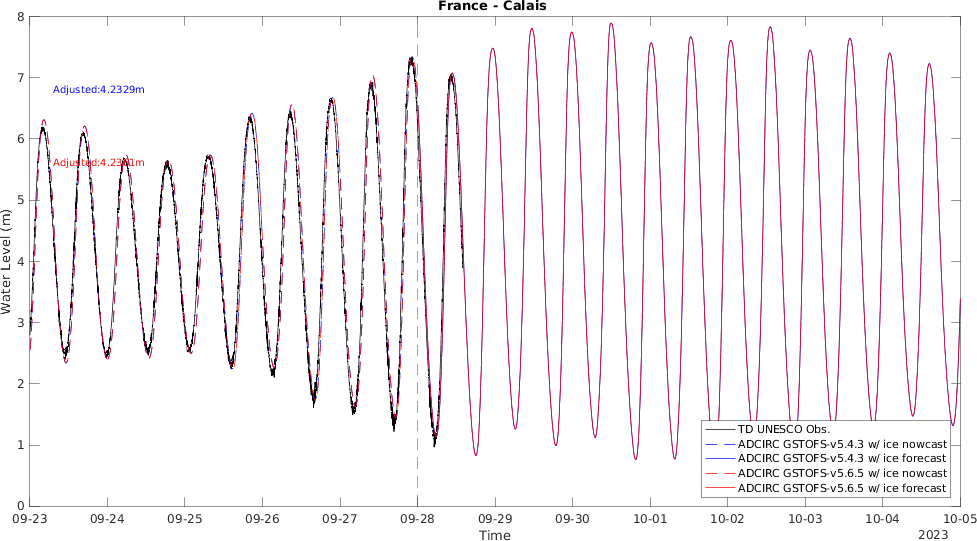 France - Calais
8
7
6
5
4
3
2
1
0
Water Level (m)
Adjusted:4.2329m
TD UNESCO Obs.
ADCIRC GSTOFS-v5.4.3 w/ ice nowcast
ADCIRC GSTOFS-v5.4.3 w/ ice forecast
ADCIRC GSTOFS-v5.6.5 w/ ice nowcast
ADCIRC GSTOFS-v5.6.5 w/ ice forecast
09-23 09-24 09-25 09-26 09-27 09-28 09-29 09-30 10-01 10-02 10-03 10-04 10-05
Time
2023